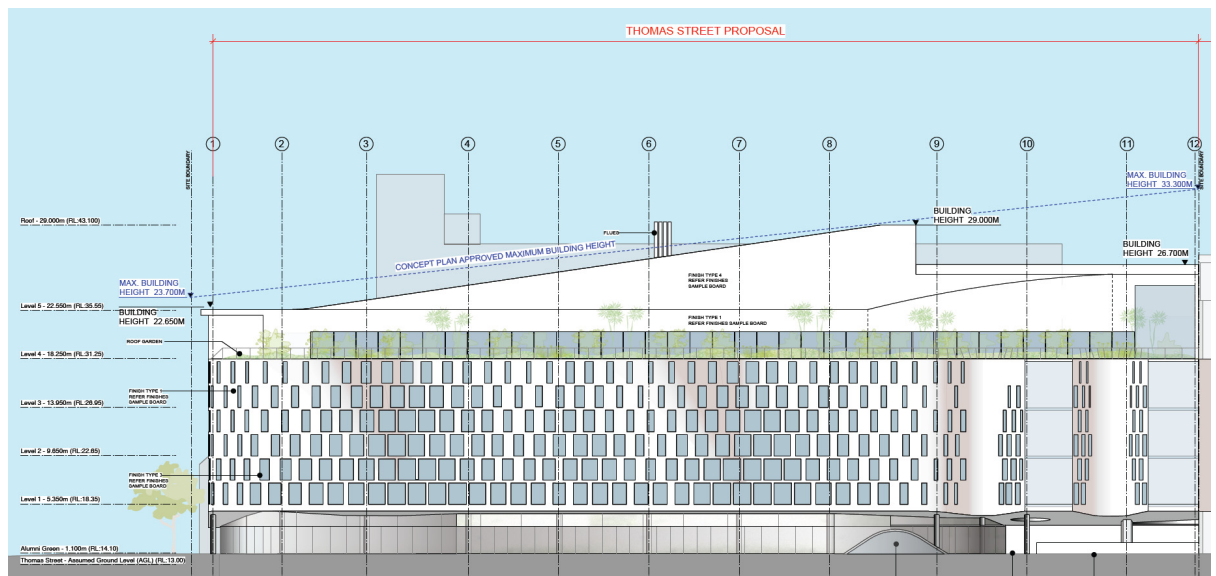 THOMAS STREET PROPOSAL
1
2
3
4
5
6
7
8
9
10
11
12
SITE BOUNDARY
SITE BOUNDARY
MAX. BUILDING
HEIGHT 33.300M
Roof - 29.000m (RL:43.100)
BUILDING
HEIGHT 29.000M
FLUES
CONCEPT PLAN APPROVED MAXIMUM BUILDING HEIGHT
BUILDING
HEIGHT 26.700M
FINISH TYPE 4
REFER FINISHES
SAMPLE BOARD
MAX. BUILDING
HEIGHT 23.700M
Level 5 - 22.550m (RL:35.55)
BUILDING
HEIGHT 22.650M
FINISH TYPE 1
REFER FINISHES SAMPLE BOARD
ROOF GARDEN
Level 4 - 18.250m (RL:31.25)
FINISH TYPE
REFER FINISHES
SAMPLE BOARD
Level 3 - 13.950m (RL:26.95)
Level 2 - 9.650m (RL:22.65)
FINISH TYPE
REFER FINISHES
SAMPLE BOARD
Level 1 - 5.350m (RL:18.35)
Alumni Green - 1.100m (RL:14.10)
Thomas Street - Assumed Ground Level (AGL) (RL:13.00)